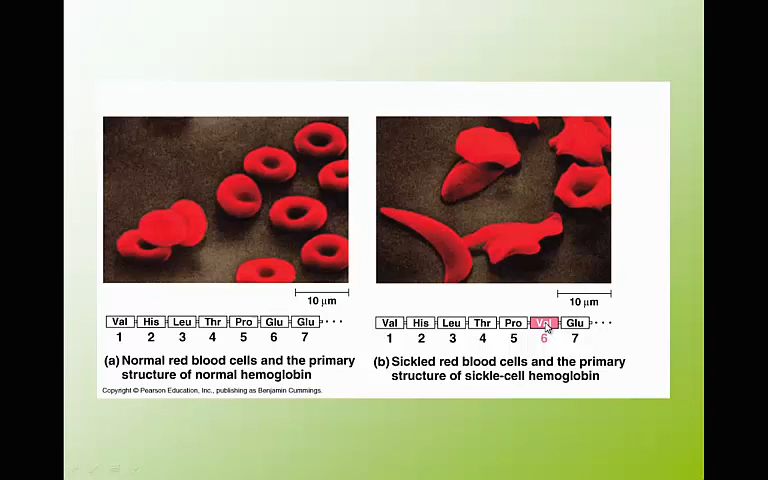 10 µm
Val His Leu Thr Pro Glu Glu ···
1 2 3 4 5 6 7
(a) Normal red blood cells and the primary
structure of normal hemoglobin
Copyright © Pearson Education, Inc., publishing as Benjamin Cummings.
10 µm
Val His Leu Thr Pro Val Glu ···
1 2 3 4 5 6 7
(b) Sickled red blood cells and the primary
structure of sickle-cell hemoglobin